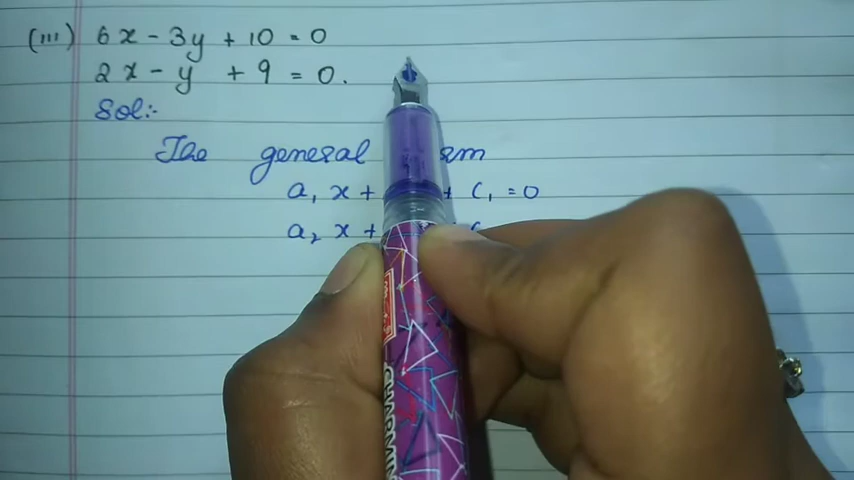 (iii) 6x - 3y + 10 = 0
2x - y + 9 = 0.
Sol:-
The general
a₁ x + + c₁ = 0
a₂ x +